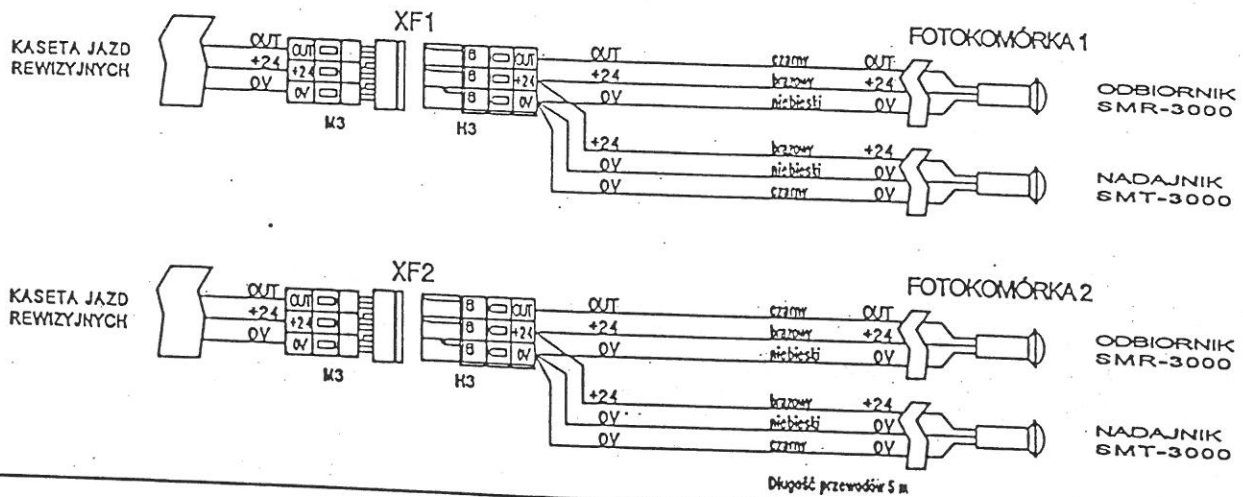 XF1
FOTOKOMÓRKA 1
KASETA JAZD
REWIZYJNYCH
OUT
+24
0V
OUT
+24
0V
M3
8
8
8
OUT
+24
0V
H3
OUT czarny OUT
+24 brązowy +24
0V niebieski 0V
ODBIORNIK
SMR-3000
+24 brązowy +24
0V niebieski 0V
0V czarny 0V
NADAJNIK
SMT-3000
XF2
FOTOKOMÓRKA 2
KASETA JAZD
REWIZYJNYCH
OUT
+24
0V
OUT
+24
0V
M3
8
8
8
OUT
+24
0V
H3
OUT czarny OUT
+24 brązowy +24
0V niebieski 0V
ODBIORNIK
SMR-3000
+24 brązowy +24
0V niebieski 0V
0V czarny 0V
NADAJNIK
SMT-3000
Długość przewodów 5 m